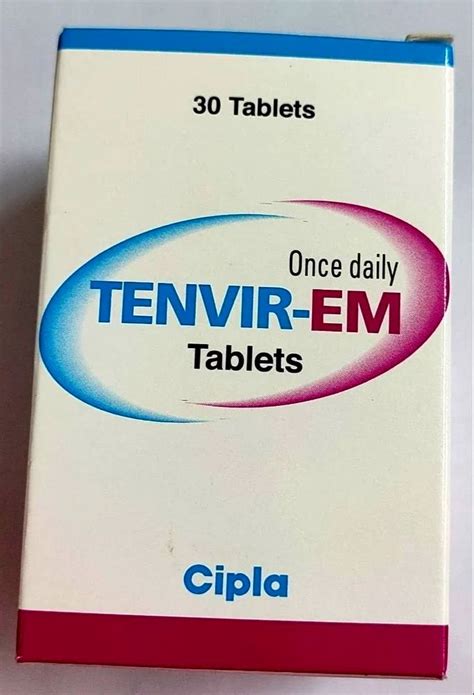 30 Tablets
Once daily
TENVIR-EM
Tablets
Cipla